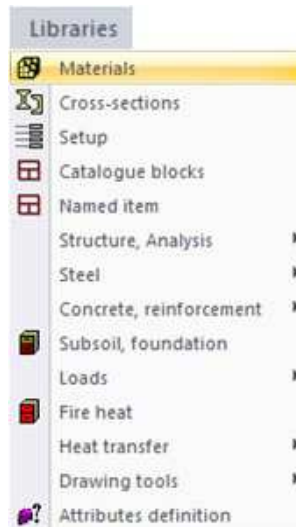 Libraries
Materials
Cross-sections
Setup
Catalogue blocks
Named item
Structure, Analysis
Steel
Concrete, reinforcement
Subsoil, foundation
Loads
Fire heat
Heat transfer
Drawing tools
Attributes definition